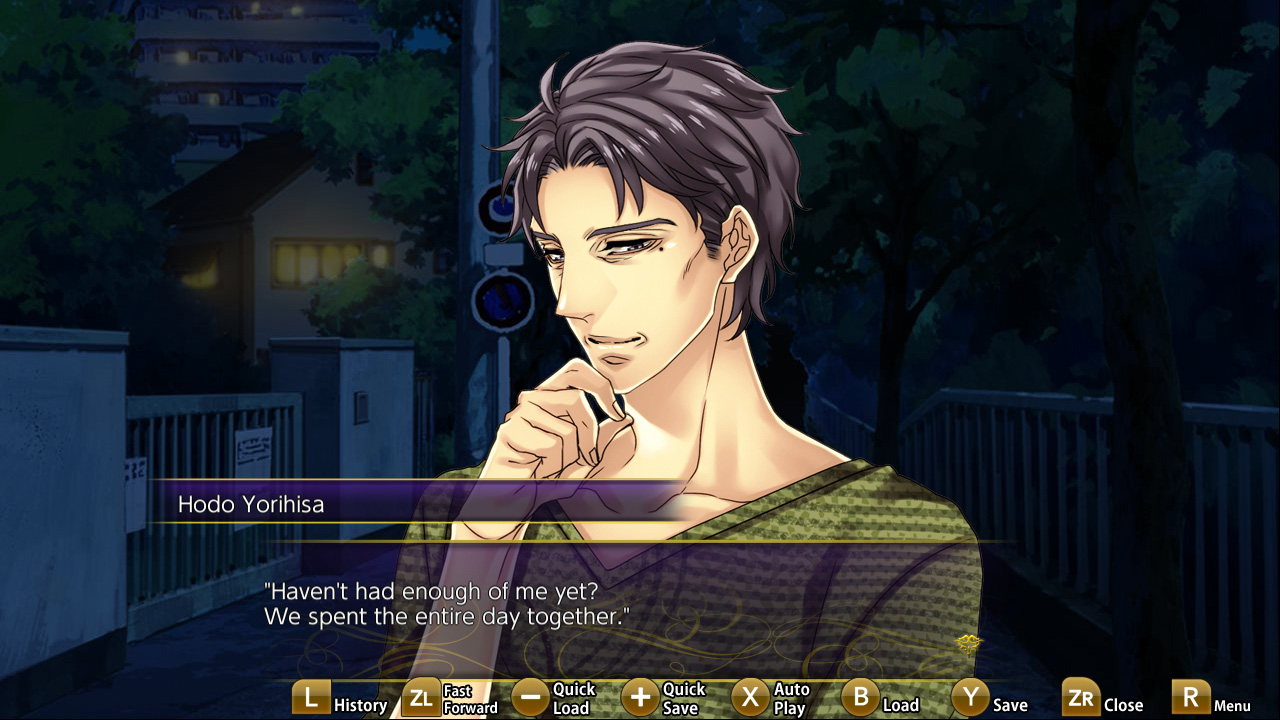 Hodo Yorihisa
"Haven't had enough of me yet?
We spent the entire day together."
L History ZL Fast Forward − Quick Load + Quick Save X Auto Play B Load Y Save ZR Close R Menu